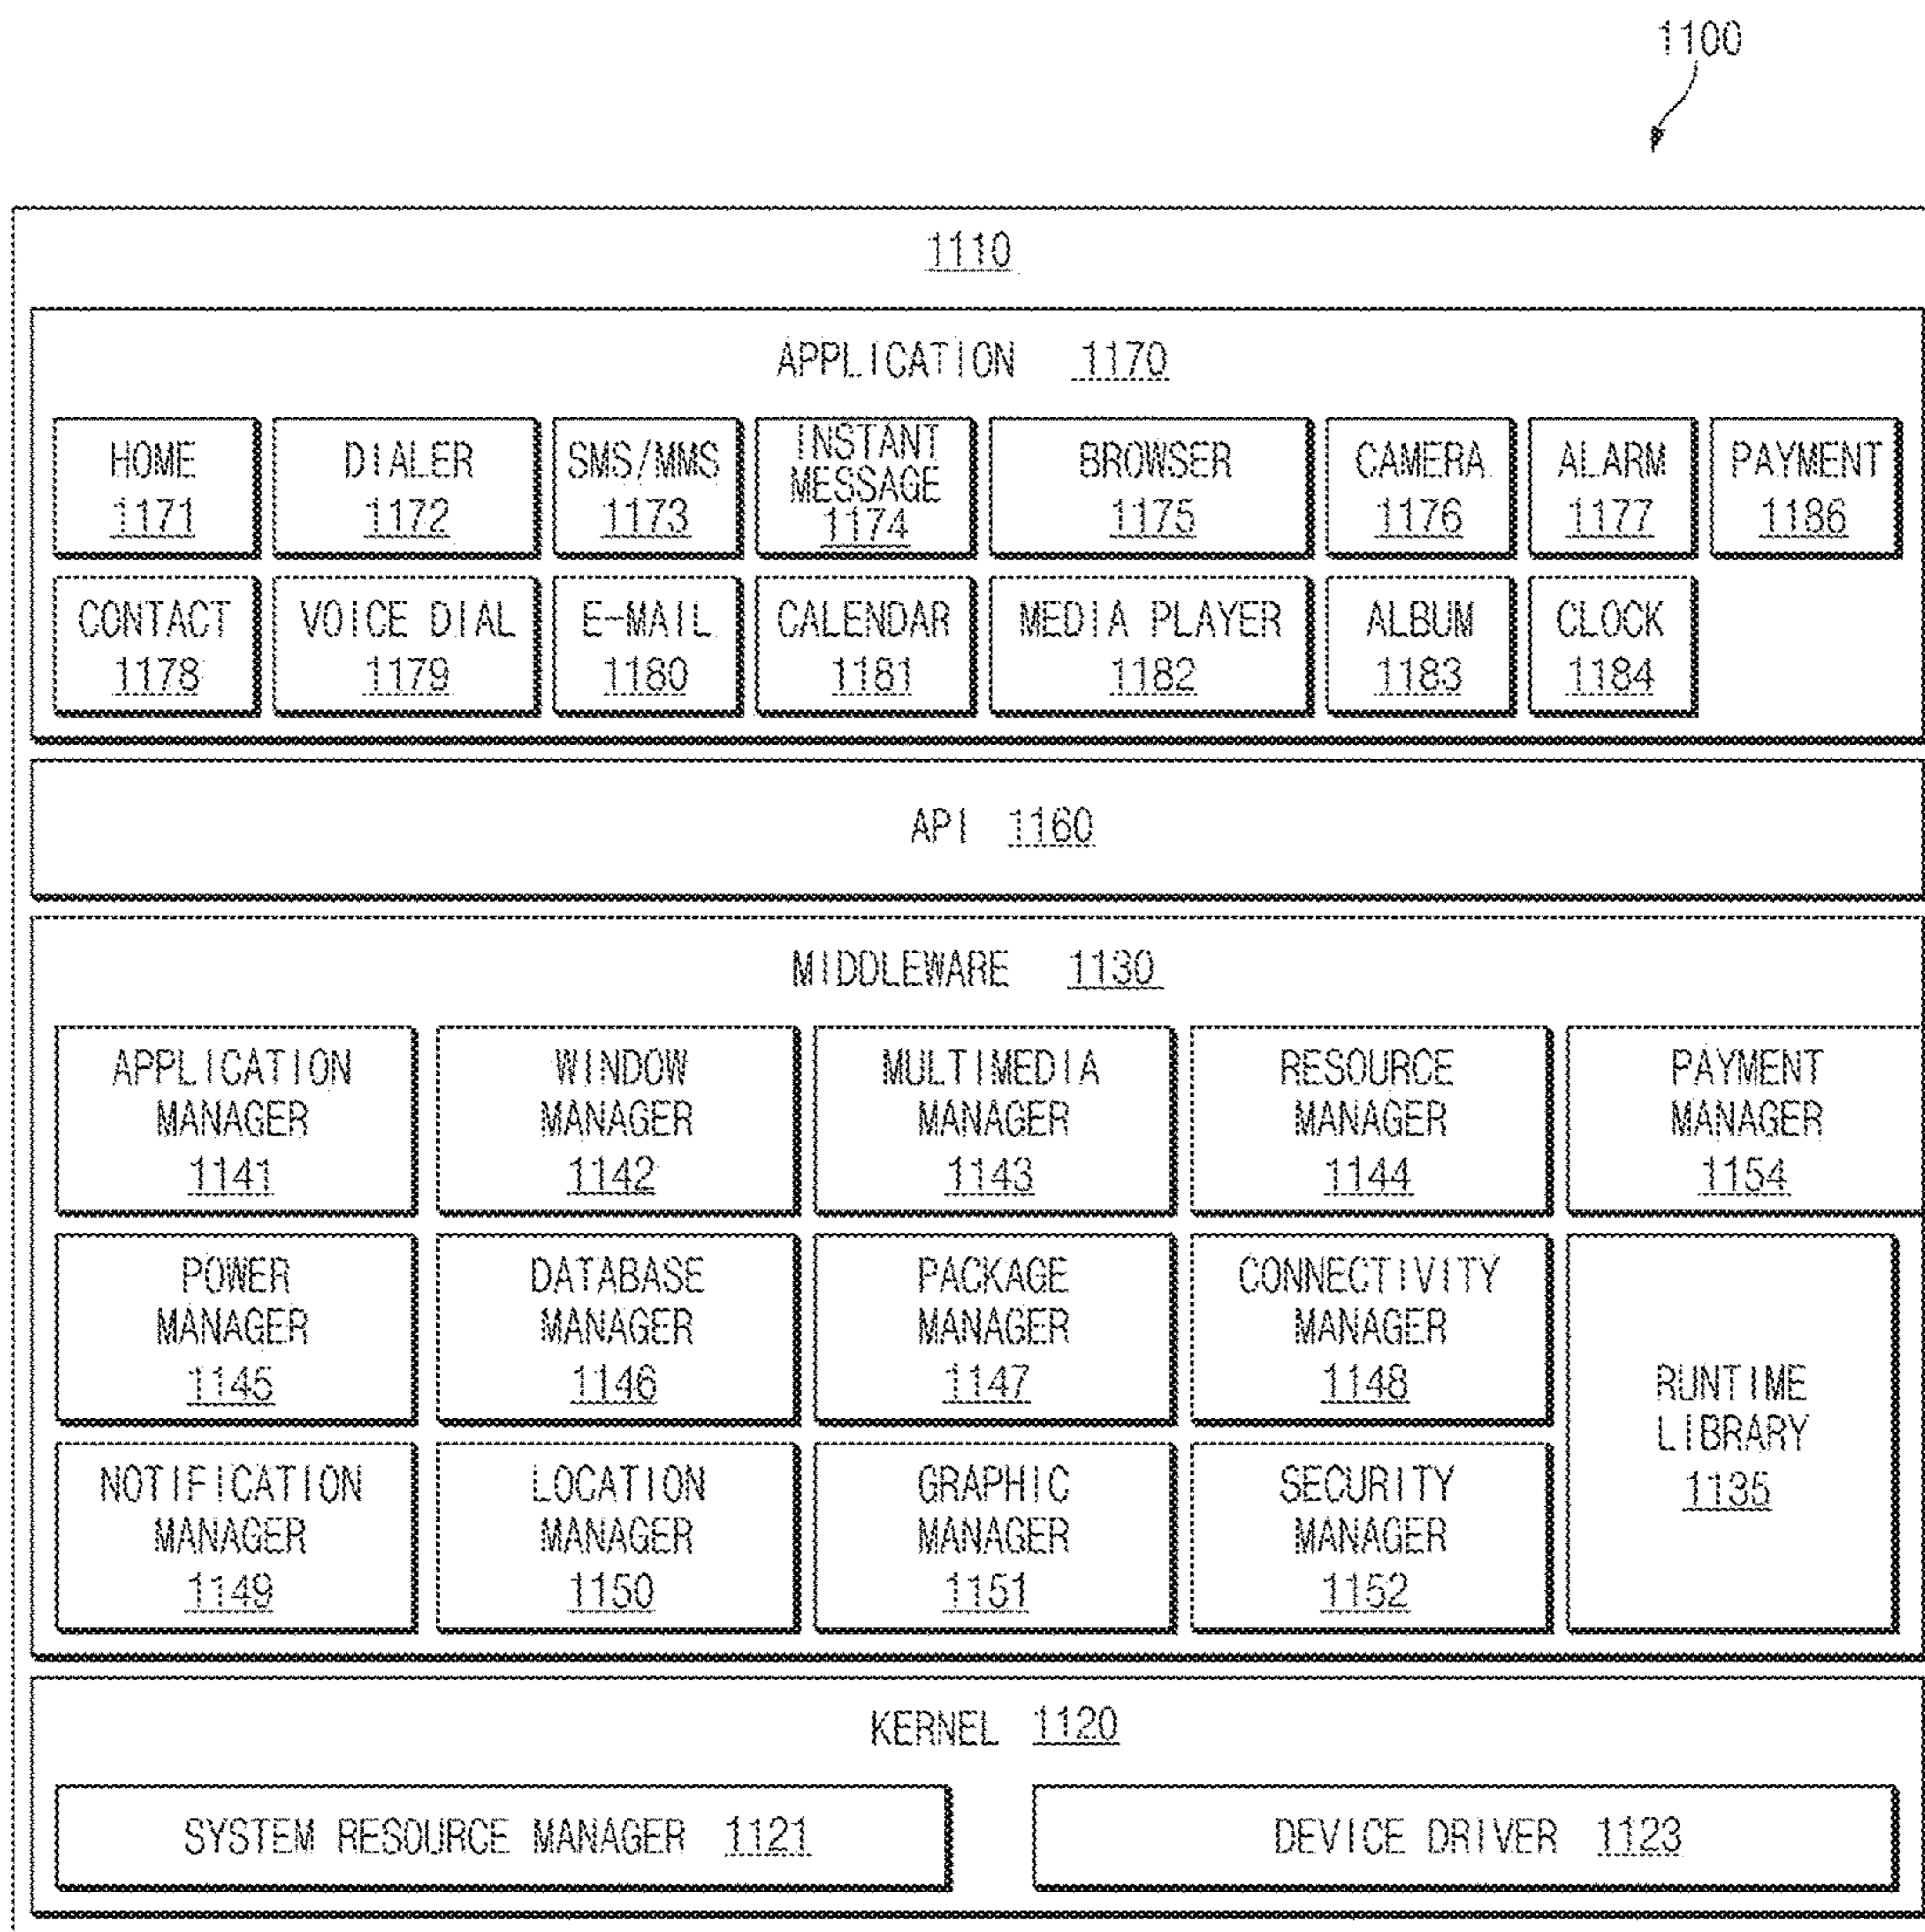 1100
1110
APPLICATION 1170
HOME
1171
DIALER
1172
SMS/MMS
1173
INSTANT
MESSAGE
1174
BROWSER
1175
CAMERA
1176
ALARM
1177
PAYMENT
1186
CONTACT
1178
VOICE DIAL
1179
E-MAIL
1180
CALENDAR
1181
MEDIA PLAYER
1182
ALBUM
1183
CLOCK
1184
API 1160
MIDDLEWARE 1130
APPLICATION
MANAGER
1141
WINDOW
MANAGER
1142
MULTIMEDIA
MANAGER
1143
RESOURCE
MANAGER
1144
PAYMENT
MANAGER
1154
POWER
MANAGER
1145
DATABASE
MANAGER
1146
PACKAGE
MANAGER
1147
CONNECTIVITY
MANAGER
1148
RUNTIME
LIBRARY
1135
NOTIFICATION
MANAGER
1149
LOCATION
MANAGER
1150
GRAPHIC
MANAGER
1151
SECURITY
MANAGER
1152
KERNEL 1120
SYSTEM RESOURCE MANAGER 1121
DEVICE DRIVER 1123